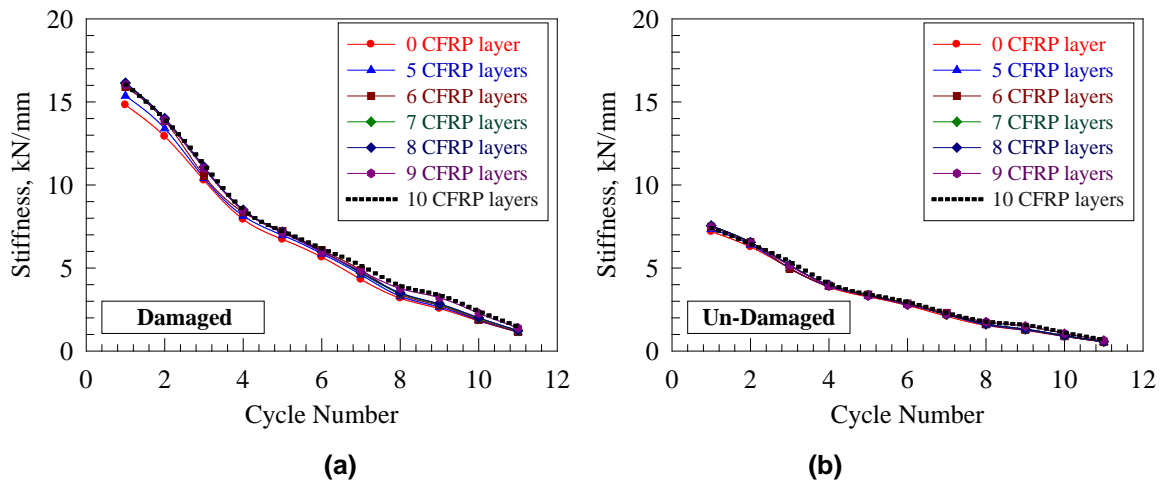 20
15
10
5
0
Stiffness, kN/mm
0 CFRP layer
5 CFRP layers
6 CFRP layers
7 CFRP layers
8 CFRP layers
9 CFRP layers
10 CFRP layers
Damaged
0 2 4 6 8 10 12
Cycle Number
(a)
20
15
10
5
0
Stiffness, kN/mm
0 CFRP layer
5 CFRP layers
6 CFRP layers
7 CFRP layers
8 CFRP layers
9 CFRP layers
10 CFRP layers
Un-Damaged
0 2 4 6 8 10 12
Cycle Number
(b)